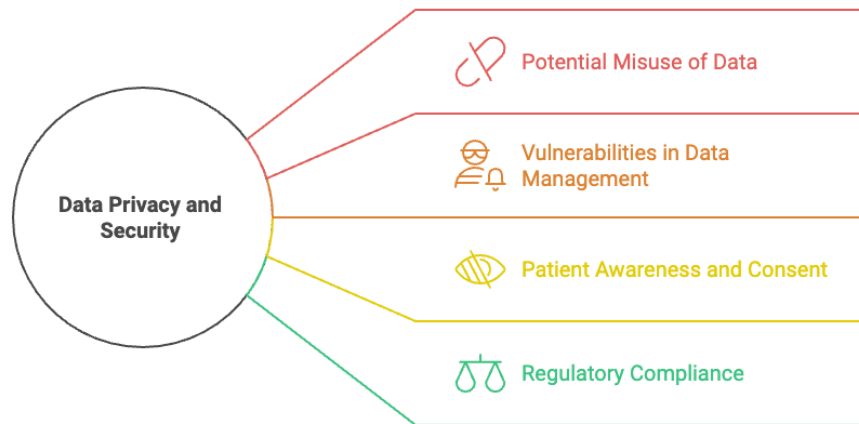 Data Privacy and
Security
Potential Misuse of Data
Vulnerabilities in Data
Management
Patient Awareness and Consent
Regulatory Compliance